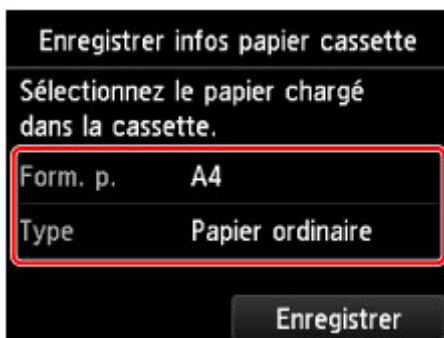 Enregistrer infos papier cassette
Sélectionnez le papier chargé
dans la cassette.
Form. p. A4
Type Papier ordinaire
Enregistrer